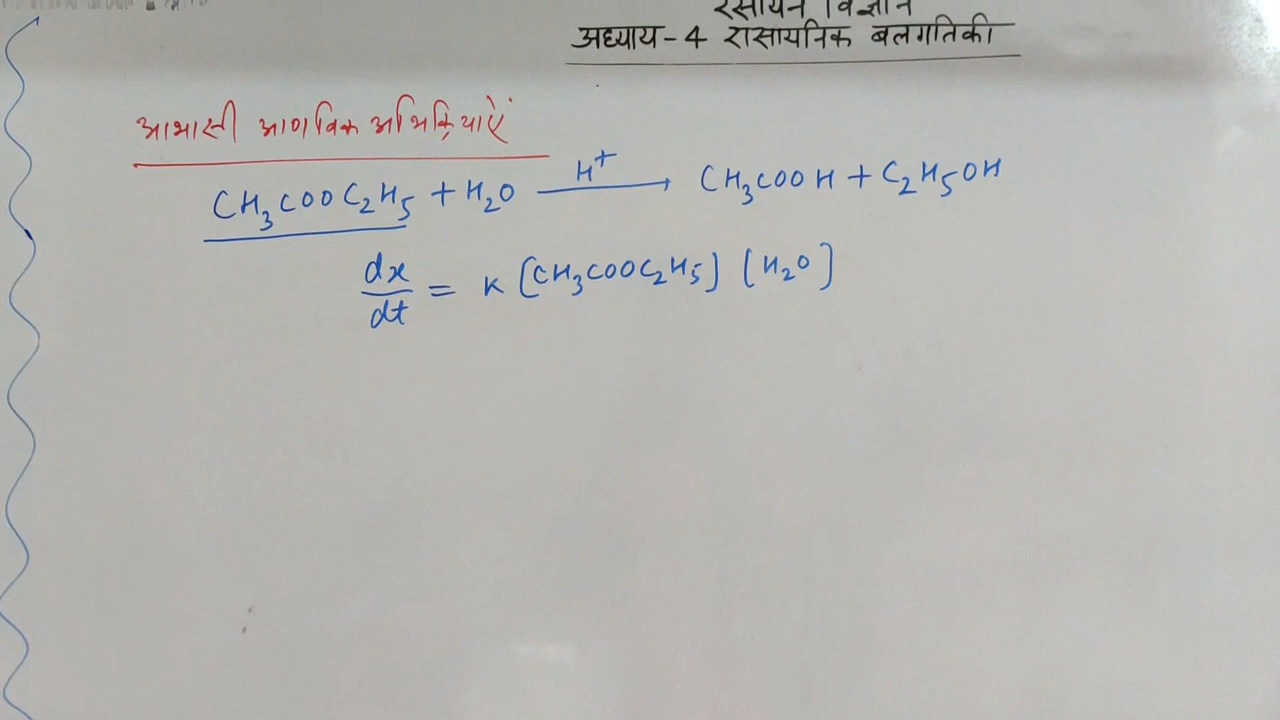 रसायन विज्ञान
अध्याय-4 रासायनिक बलगतिकी
आभासी आणविक अभिक्रियाएँ
CH₃COOC₂H₅ + H₂O —H⁺→ CH₃COOH + C₂H₅OH
dx/dt = K [CH₃COOC₂H₅] [H₂O]